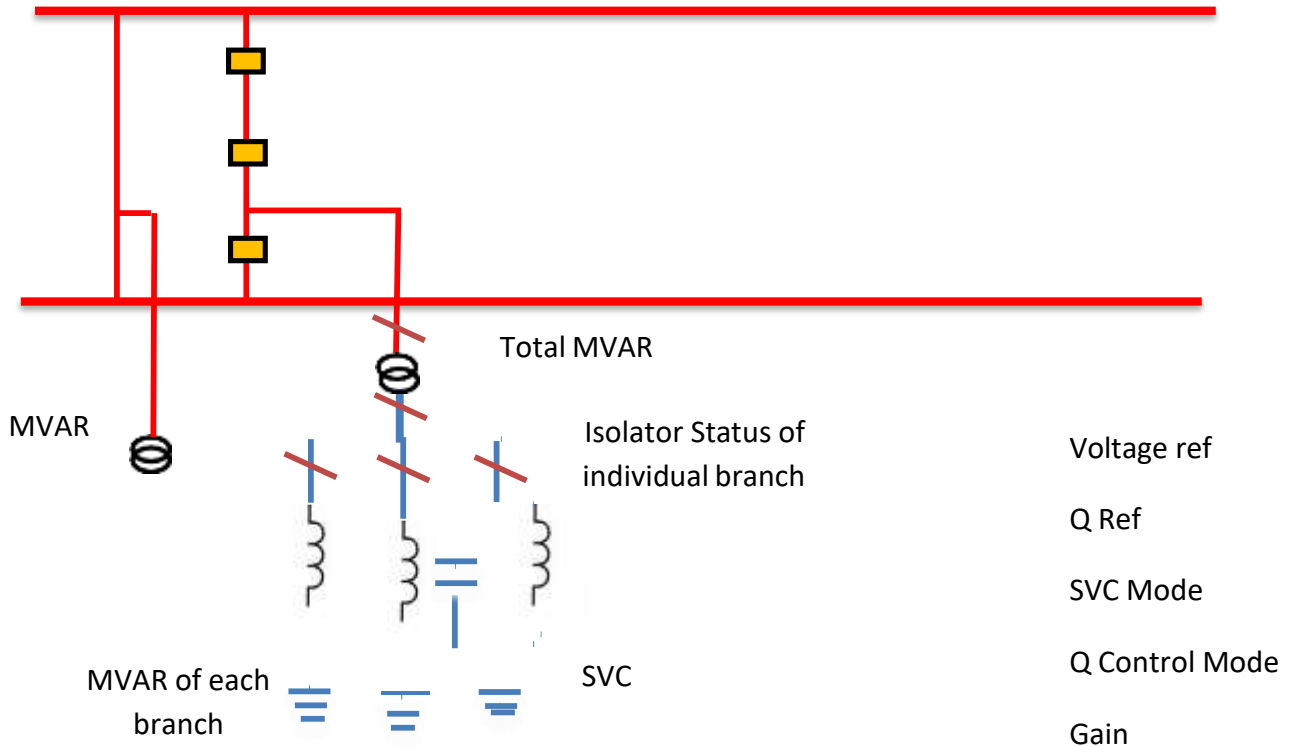 Total MVAR
MVAR
Isolator Status of
individual branch
Voltage ref
Q Ref
SVC Mode
Q Control Mode
Gain
MVAR of each
branch
SVC